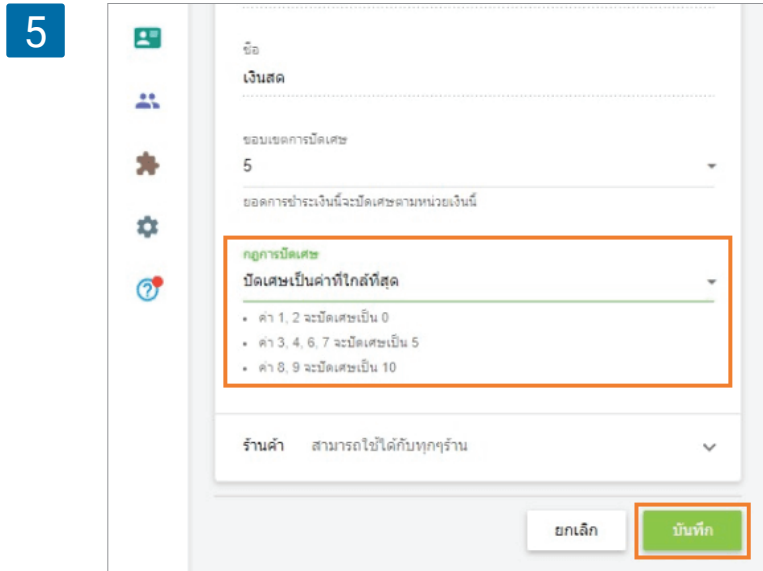 5
ชื่อ
เงินสด
ขอบเขตการปัดเศษ
5
ยอดการชำระเงินนี้จะปัดเศษตามหน่วยเงินนี้
กฎการปัดเศษ
ปัดเศษเป็นค่าที่ใกล้ที่สุด
• ค่า 1, 2 จะปัดเศษเป็น 0
• ค่า 3, 4, 6, 7 จะปัดเศษเป็น 5
• ค่า 8, 9 จะปัดเศษเป็น 10
ร้านค้า สามารถใช้ได้กับทุกๆร้าน
ยกเลิก บันทึก